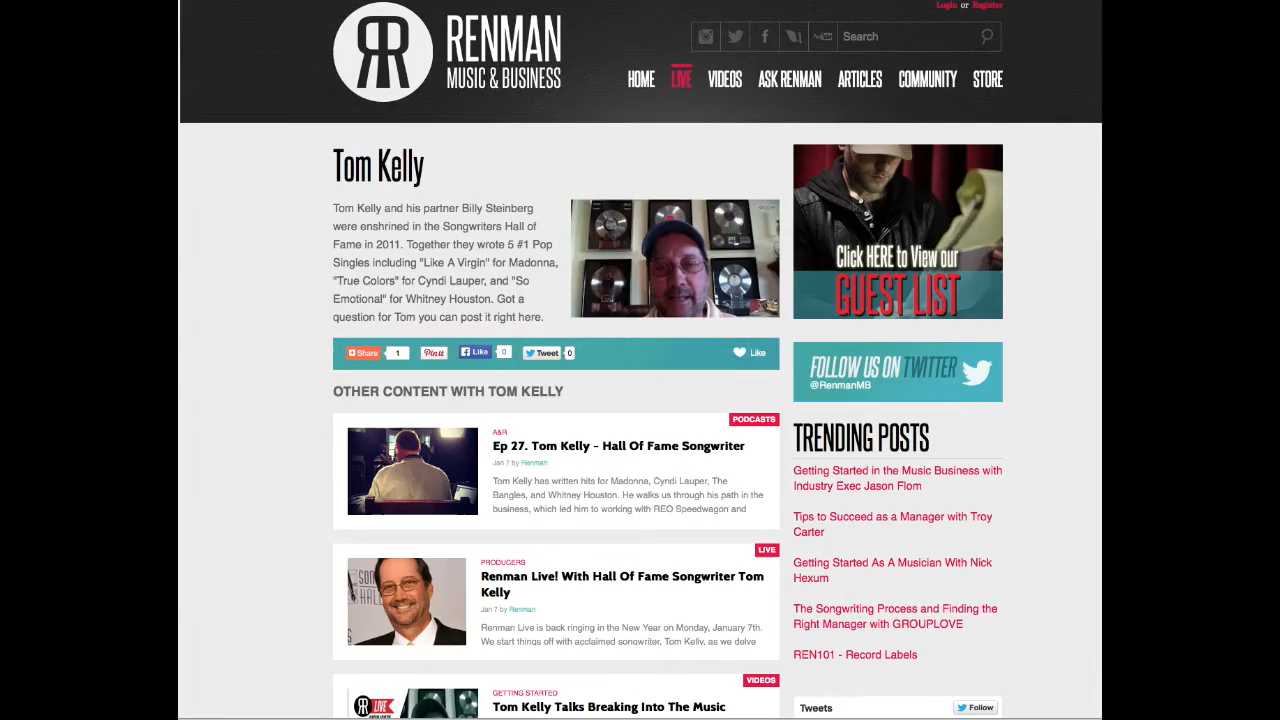 Login or Register
RENMAN
MUSIC & BUSINESS
Search
HOME LIVE VIDEOS ASK RENMAN ARTICLES COMMUNITY STORE
Tom Kelly
Tom Kelly and his partner Billy Steinberg
were enshrined in the Songwriters Hall of
Fame in 2011. Together they wrote 5 #1 Pop
Singles including "Like A Virgin" for Madonna,
"True Colors" for Cyndi Lauper, and "So
Emotional" for Whitney Houston. Got a
question for Tom you can post it right here.
Share 1 Pin it Like 0 Tweet 0 Like
OTHER CONTENT WITH TOM KELLY
PODCASTS
A&R
Ep 27. Tom Kelly - Hall Of Fame Songwriter
Jan 7 by Renman
Tom Kelly has written hits for Madonna, Cyndi Lauper, The
Bangles, and Whitney Houston. He walks us through his path in the
business, which led him to working with REO Speedwagon and
LIVE
PRODUCERS
Renman Live! With Hall Of Fame Songwriter Tom
Kelly
Jan 7 by Renman
Renman Live is back ringing in the New Year on Monday, January 7th.
We start things off with acclaimed songwriter, Tom Kelly, as we delve
VIDEOS
LIVE
GETTING STARTED
Tom Kelly Talks Breaking Into The Music
Click HERE to View our
GUEST LIST
FOLLOW US ON TWITTER
@RenmanMB
TRENDING POSTS
Getting Started in the Music Business with
Industry Exec Jason Flom
Tips to Succeed as a Manager with Troy
Carter
Getting Started As A Musician With Nick
Hexum
The Songwriting Process and Finding the
Right Manager with GROUPLOVE
REN101 - Record Labels
Tweets
Follow